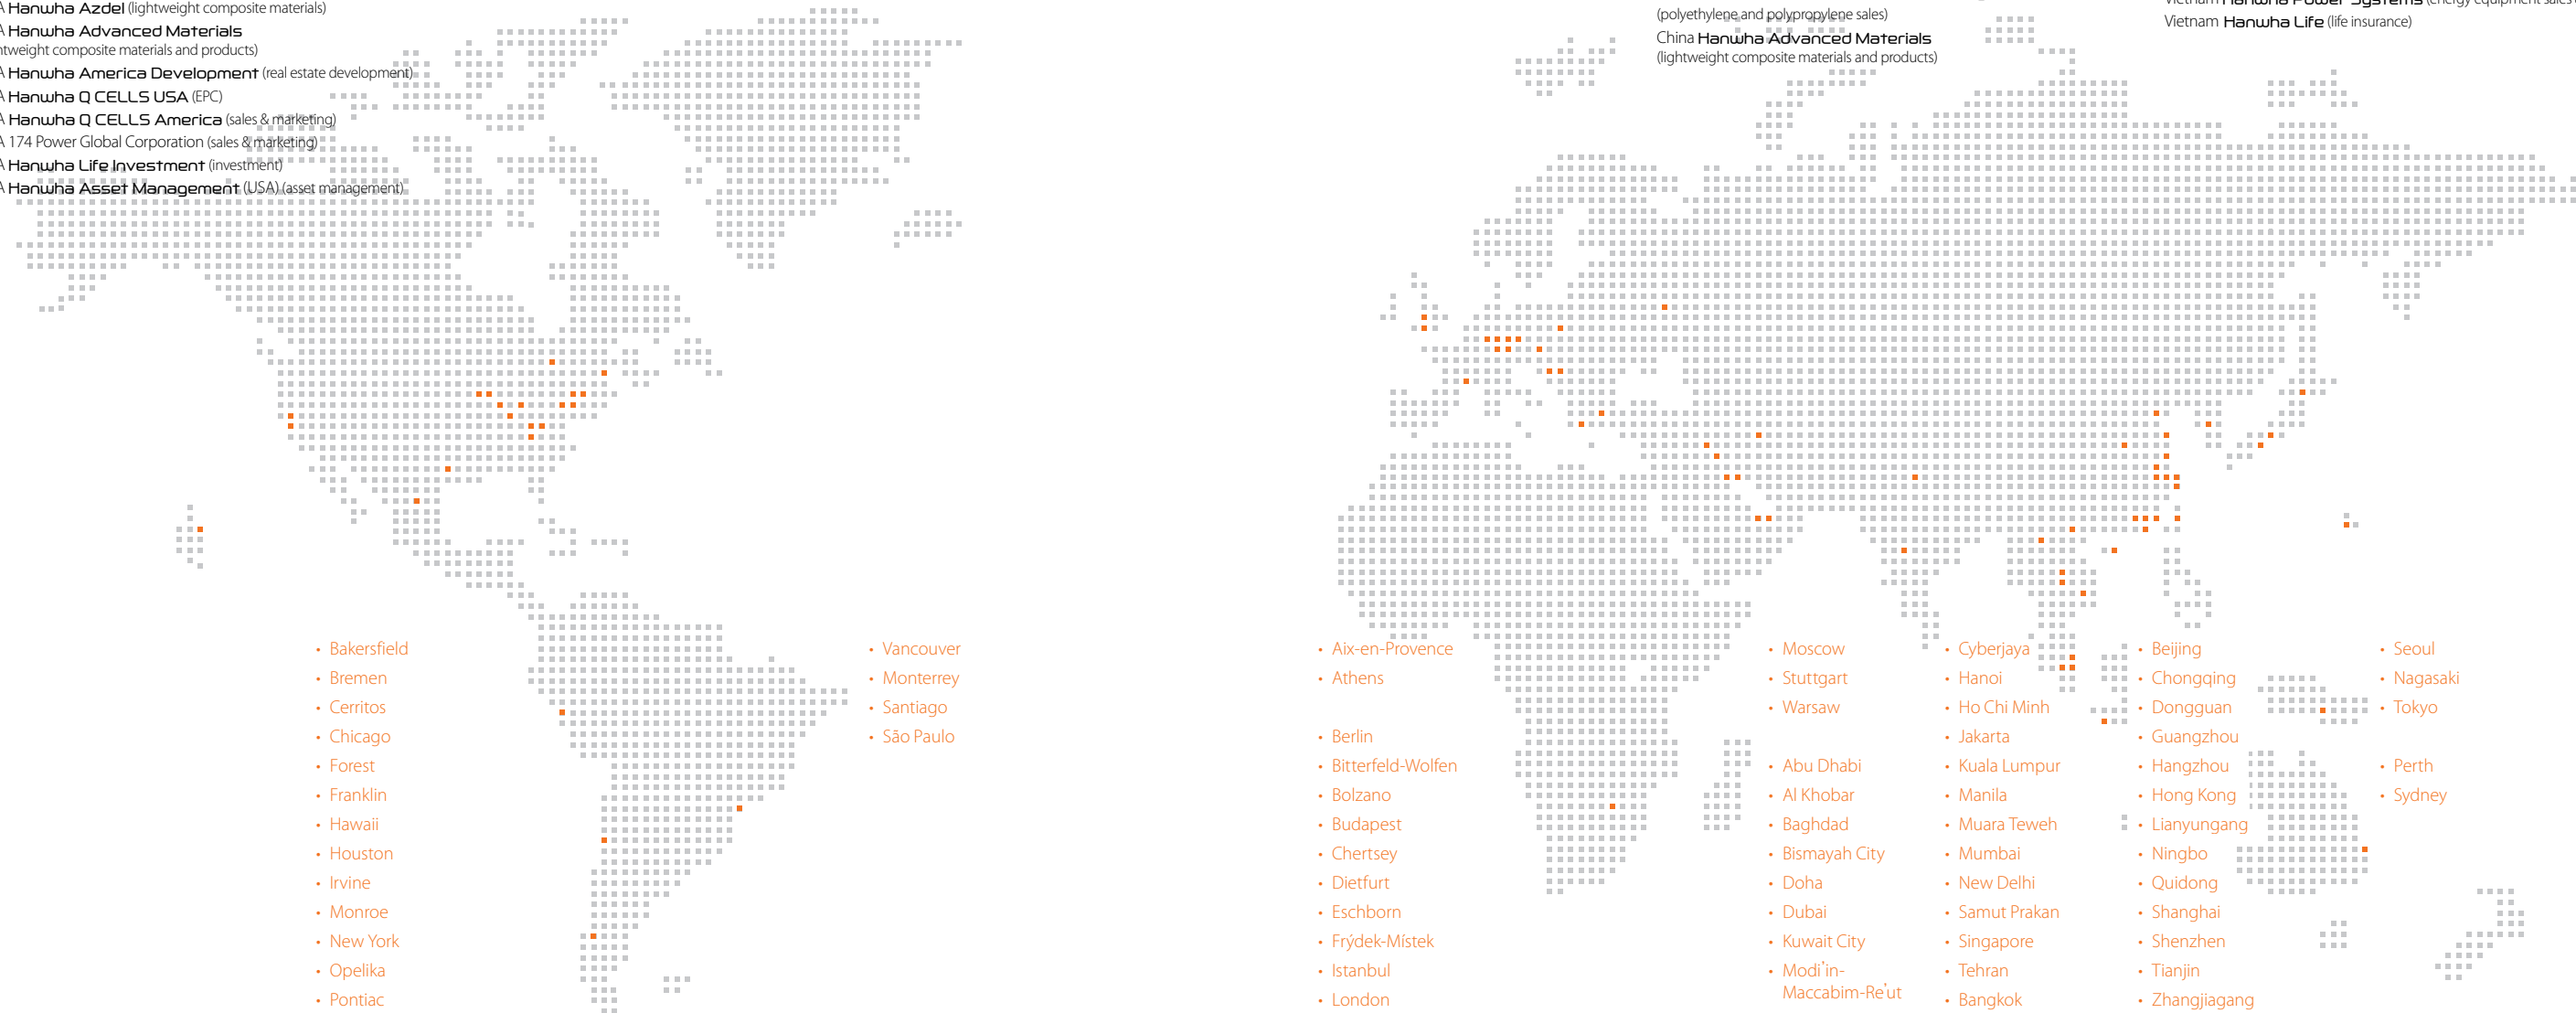 Hanwha Azdel (lightweight composite materials)
Hanwha Advanced Materials
composite materials and products)
Hanwha America Development (real estate development)
Hanwha Q CELLS USA (EPC)
Hanwha Q CELLS America (sales & marketing)
174 Power Global Corporation (sales & marketing)
Hanwha Life Investment (investment)
Hanwha Asset Management (USA) (asset management)
(polyethylene and polypropylene sales)
China Hanwha Advanced Materials
(lightweight composite materials and products)
Vietnam Hanwha Power Systems (energy equipment sales
Vietnam Hanwha Life (life insurance)
• Bakersfield
• Bremen
• Cerritos
• Chicago
• Forest
• Franklin
• Hawaii
• Houston
• Irvine
• Monroe
• New York
• Opelika
• Pontiac
• Vancouver
• Monterrey
• Santiago
• São Paulo
• Aix-en-Provence
• Athens
• Berlin
• Bitterfeld-Wolfen
• Bolzano
• Budapest
• Chertsey
• Dietfurt
• Eschborn
• Frýdek-Místek
• Istanbul
• London
• Moscow
• Stuttgart
• Warsaw
• Abu Dhabi
• Al Khobar
• Baghdad
• Bismayah City
• Doha
• Dubai
• Kuwait City
• Modi'in-
Maccabim-Re'ut
• Cyberjaya
• Hanoi
• Ho Chi Minh
• Jakarta
• Kuala Lumpur
• Manila
• Muara Teweh
• Mumbai
• New Delhi
• Samut Prakan
• Singapore
• Tehran
• Bangkok
• Beijing
• Chongqing
• Dongguan
• Guangzhou
• Hangzhou
• Hong Kong
• Lianyungang
• Ningbo
• Quidong
• Shanghai
• Shenzhen
• Tianjin
• Zhangjiagang
• Seoul
• Nagasaki
• Tokyo
• Perth
• Sydney